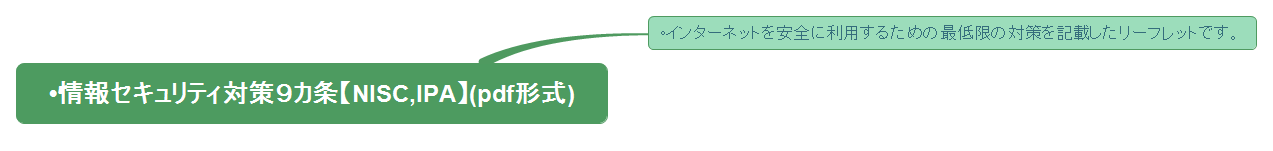 ◦インターネットを安全に利用するための最低限の対策を記載したリーフレットです。
•情報セキュリティ対策９カ条【NISC,IPA】(pdf形式)